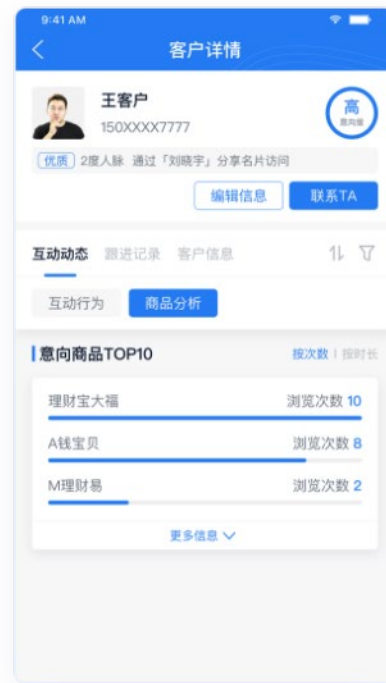 9:41 AM
客户详情
王客户
高
150XXXX7777
意向度
优质 2度人脉 通过「刘晓宇」分享名片访问
编辑信息 联系TA
互动动态 跟进记录 客户信息
互动行为 商品分析
意向商品TOP10 按次数 | 按时长
理财宝大福 浏览次数 10
A钱宝贝 浏览次数 8
M理财易 浏览次数 2
更多信息